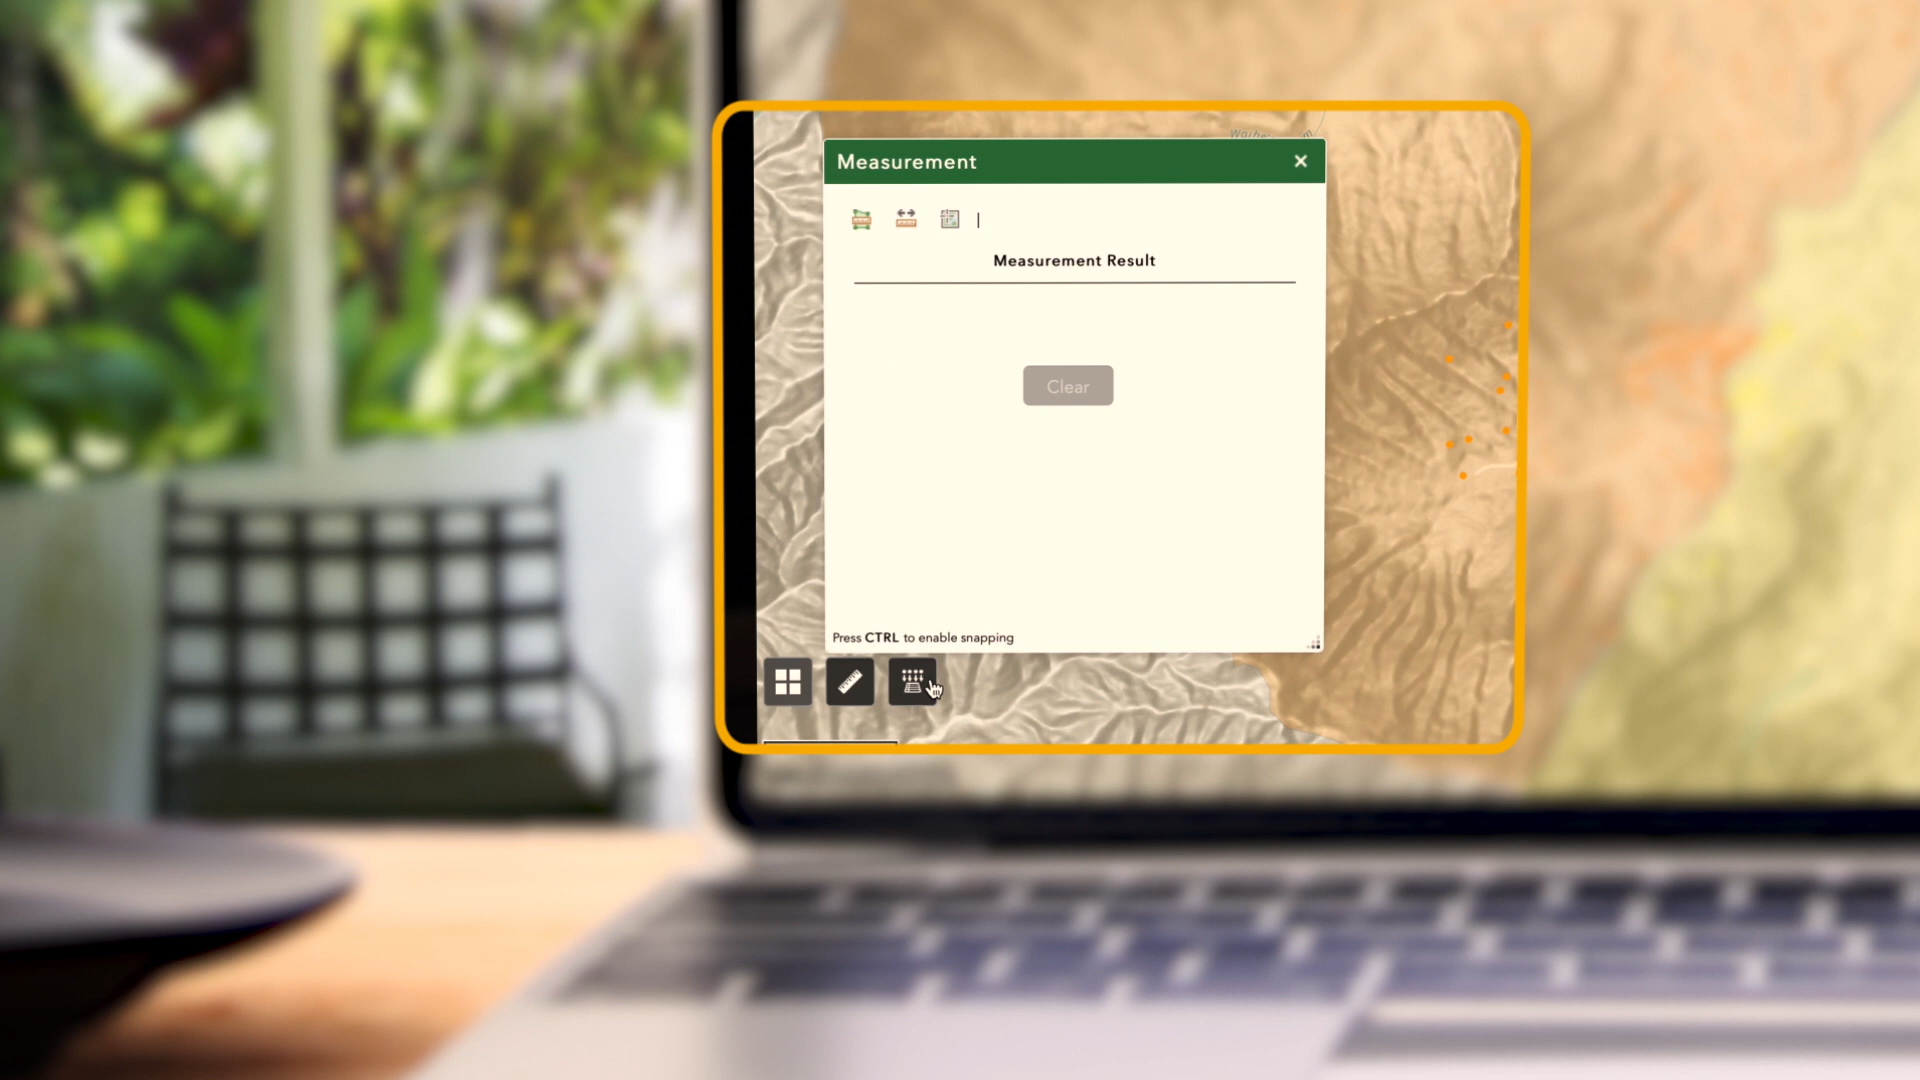 Measurement
Measurement Result
Clear
Press CTRL to enable snapping